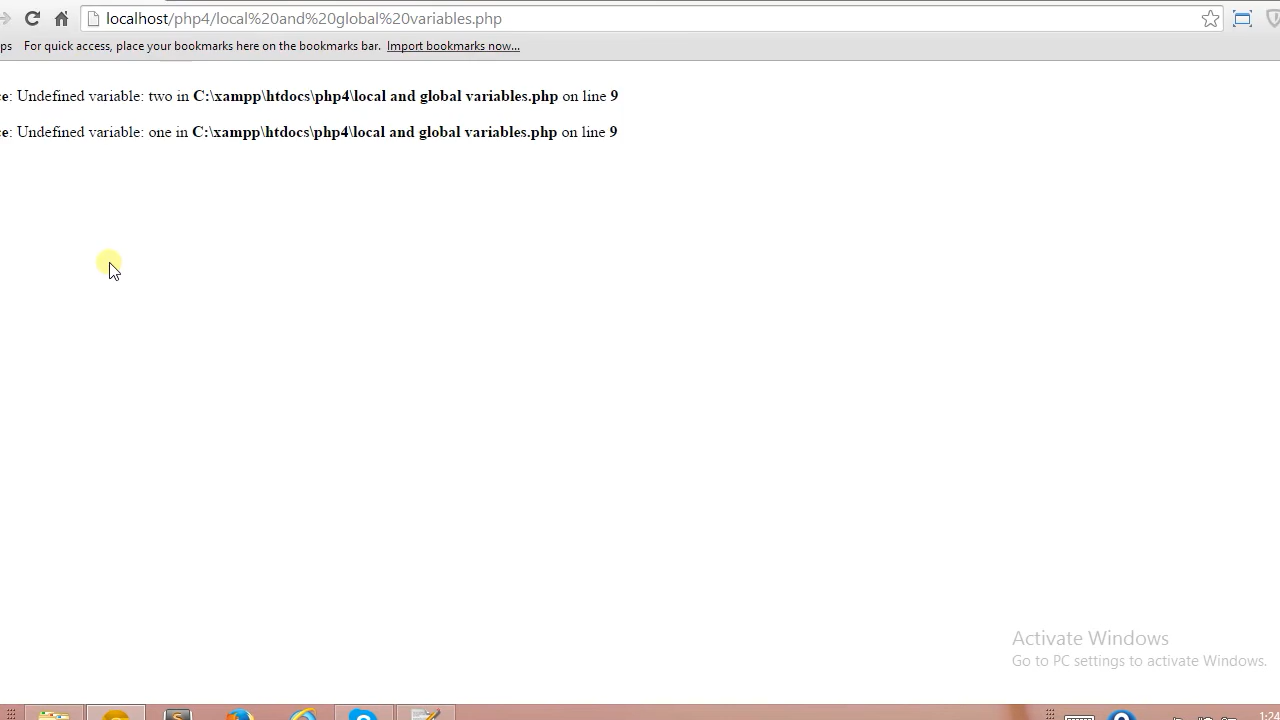 localhost/php4/local%20and%20global%20variables.php
ps For quick access, place your bookmarks here on the bookmarks bar. Import bookmarks now...
ce: Undefined variable: two in C:\xampp\htdocs\php4\local and global variables.php on line 9
ce: Undefined variable: one in C:\xampp\htdocs\php4\local and global variables.php on line 9
Activate Windows
Go to PC settings to activate Windows.